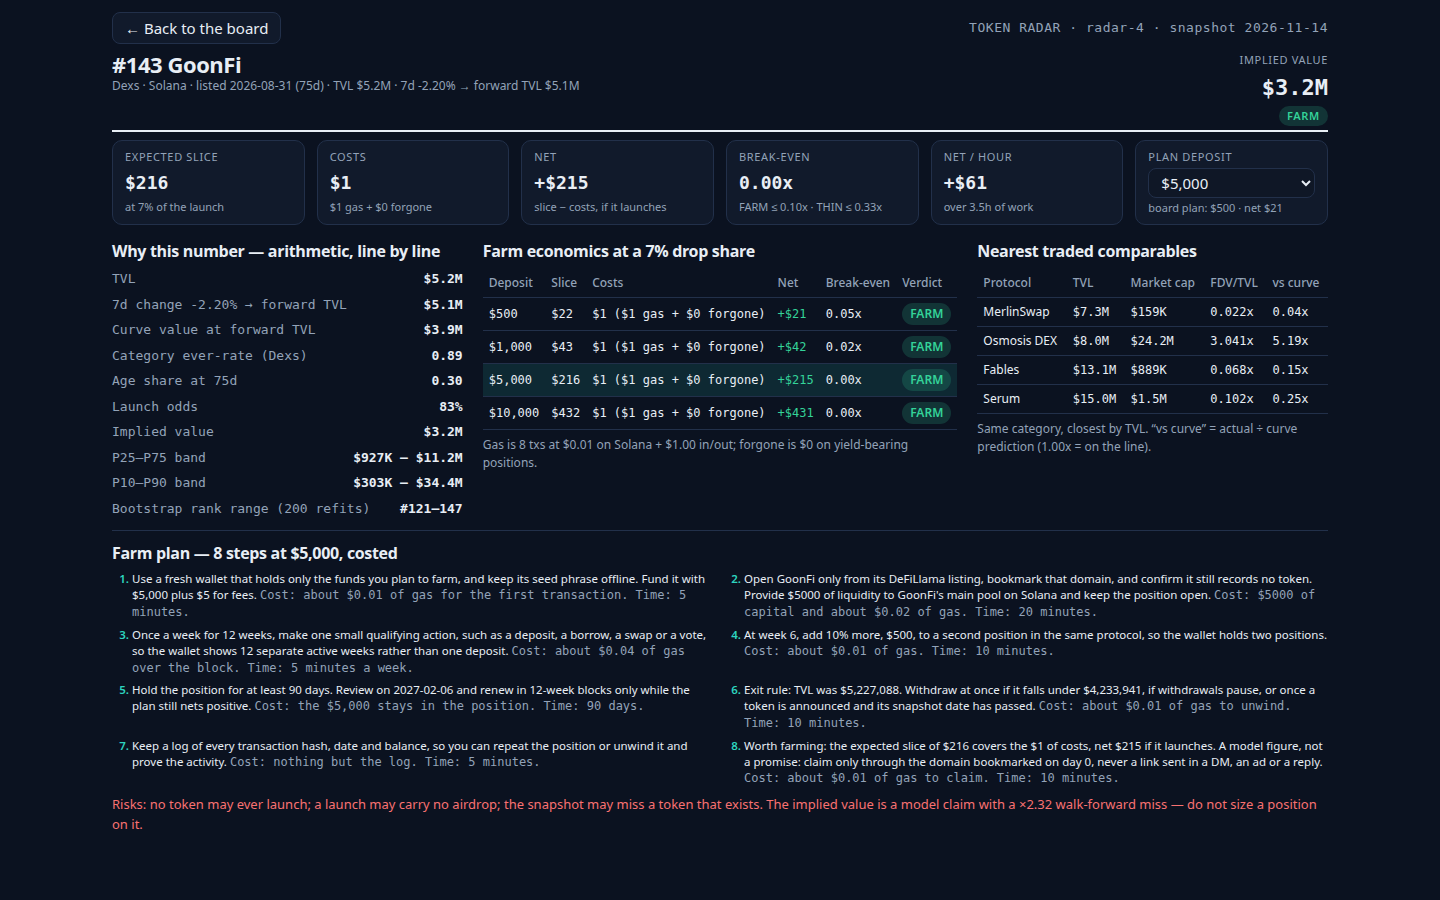 ← Back to the board
TOKEN RADAR · radar-4 · snapshot 2026-11-14
#143 GoonFi
Dexs · Solana · listed 2026-08-31 (75d) · TVL $5.2M · 7d -2.20% → forward TVL $5.1M
IMPLIED VALUE
$3.2M
FARM
EXPECTED SLICE
$216
at 7% of the launch
COSTS
$1
$1 gas + $0 forgone
NET
+$215
slice − costs, if it launches
BREAK-EVEN
0.00x
FARM ≤ 0.10x · THIN ≤ 0.33x
NET / HOUR
+$61
over 3.5h of work
PLAN DEPOSIT
$5,000
board plan: $500 · net $21
Why this number — arithmetic, line by line
TVL $5.2M
7d change -2.20% → forward TVL $5.1M
Curve value at forward TVL $3.9M
Category ever-rate (Dexs) 0.89
Age share at 75d 0.30
Launch odds 83%
Implied value $3.2M
P25–P75 band $927K – $11.2M
P10–P90 band $303K – $34.4M
Bootstrap rank range (200 refits) #121–147
Farm economics at a 7% drop share
Deposit Slice Costs Net Break-even Verdict
$500 $22 $1 ($1 gas + $0 forgone) +$21 0.05x FARM
$1,000 $43 $1 ($1 gas + $0 forgone) +$42 0.02x FARM
$5,000 $216 $1 ($1 gas + $0 forgone) +$215 0.00x FARM
$10,000 $432 $1 ($1 gas + $0 forgone) +$431 0.00x FARM
Gas is 8 txs at $0.01 on Solana + $1.00 in/out; forgone is $0 on yield-bearing
positions.
Nearest traded comparables
Protocol TVL Market cap FDV/TVL vs curve
MerlinSwap $7.3M $159K 0.022x 0.04x
Osmosis DEX $8.0M $24.2M 3.041x 5.19x
Fables $13.1M $889K 0.068x 0.15x
Serum $15.0M $1.5M 0.102x 0.25x
Same category, closest by TVL. “vs curve” = actual ÷ curve
prediction (1.00x = on the line).
Farm plan — 8 steps at $5,000, costed
1. Use a fresh wallet that holds only the funds you plan to farm, and keep its seed phrase offline. Fund it with
$5,000 plus $5 for fees. Cost: about $0.01 of gas for the first transaction. Time: 5
minutes.
2. Open GoonFi only from its DeFiLlama listing, bookmark that domain, and confirm it still records no token.
Provide $5000 of liquidity to GoonFi's main pool on Solana and keep the position open. Cost: $5000 of
capital and about $0.02 of gas. Time: 20 minutes.
3. Once a week for 12 weeks, make one small qualifying action, such as a deposit, a borrow, a swap or a vote,
so the wallet shows 12 separate active weeks rather than one deposit. Cost: about $0.04 of gas
over the block. Time: 5 minutes a week.
4. At week 6, add 10% more, $500, to a second position in the same protocol, so the wallet holds two positions.
Cost: about $0.01 of gas. Time: 10 minutes.
5. Hold the position for at least 90 days. Review on 2027-02-06 and renew in 12-week blocks only while the
plan still nets positive. Cost: the $5,000 stays in the position. Time: 90 days.
6. Exit rule: TVL was $5,227,088. Withdraw at once if it falls under $4,233,941, if withdrawals pause, or once a
token is announced and its snapshot date has passed. Cost: about $0.01 of gas to unwind.
Time: 10 minutes.
7. Keep a log of every transaction hash, date and balance, so you can repeat the position or unwind it and
prove the activity. Cost: nothing but the log. Time: 5 minutes.
8. Worth farming: the expected slice of $216 covers the $1 of costs, net $215 if it launches. A model figure, not
a promise: claim only through the domain bookmarked on day 0, never a link sent in a DM, an ad or a reply.
Cost: about $0.01 of gas to claim. Time: 10 minutes.
Risks: no token may ever launch; a launch may carry no airdrop; the snapshot may miss a token that exists. The implied value is a model claim with a ×2.32 walk-forward miss — do not size a position
on it.